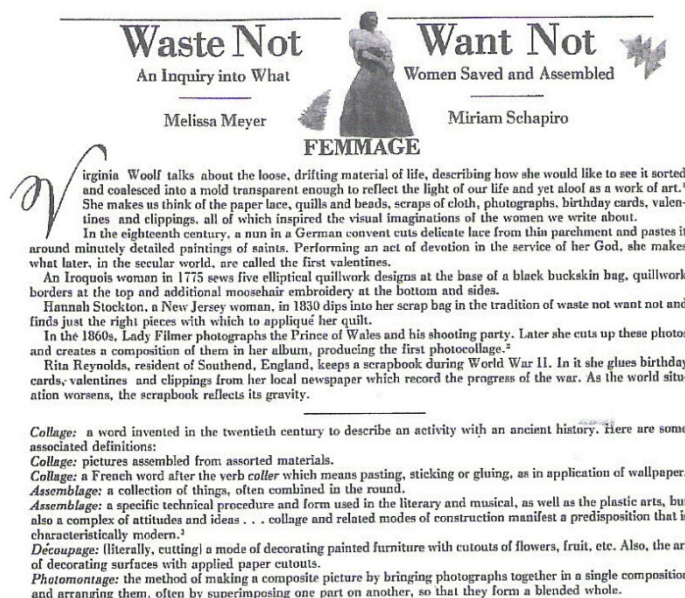 Waste Not Want Not
An Inquiry into What Women Saved and Assembled
Melissa Meyer Miriam Schapiro
FEMMAGE
Virginia Woolf talks about the loose, drifting material of life, describing how she would like to see it sorted
and coalesced into a mold transparent enough to reflect the light of our life and yet aloof as a work of art.¹
She makes us think of the paper lace, quills and beads, scraps of cloth, photographs, birthday cards, valen-
tines and clippings, all of which inspired the visual imaginations of the women we write about.
In the eighteenth century, a nun in a German convent cuts delicate lace from thin parchment and pastes it
around minutely detailed paintings of saints. Performing an act of devotion in the service of her God, she makes
what later, in the secular world, are called the first valentines.
An Iroquois woman in 1775 sews five elliptical quillwork designs at the base of a black buckskin bag, quillwork
borders at the top and additional moosehair embroidery at the bottom and sides.
Hannah Stockton, a New Jersey woman, in 1830 dips into her scrap bag in the tradition of waste not want not and
finds just the right pieces with which to appliqué her quilt.
In the 1860s, Lady Filmer photographs the Prince of Wales and his shooting party. Later she cuts up these photos
and creates a composition of them in her album, producing the first photocollage.²
Rita Reynolds, resident of Southend, England, keeps a scrapbook during World War II. In it she glues birthday
cards, valentines and clippings from her local newspaper which record the progress of the war. As the world situ-
ation worsens, the scrapbook reflects its gravity.
Collage: a word invented in the twentieth century to describe an activity with an ancient history. Here are some
associated definitions:
Collage: pictures assembled from assorted materials.
Collage: a French word after the verb coller which means pasting, sticking or gluing, as in application of wallpaper.
Assemblage: a collection of things, often combined in the round.
Assemblage: a specific technical procedure and form used in the literary and musical, as well as the plastic arts, but
also a complex of attitudes and ideas . . . collage and related modes of construction manifest a predisposition that is
characteristically modern.³
Découpage: (literally, cutting) a mode of decorating painted furniture with cutouts of flowers, fruit, etc. Also, the art
of decorating surfaces with applied paper cutouts.
Photomontage: the method of making a composite picture by bringing photographs together in a single composition
and arranging them, often by superimposing one part on another, so that they form a blended whole.